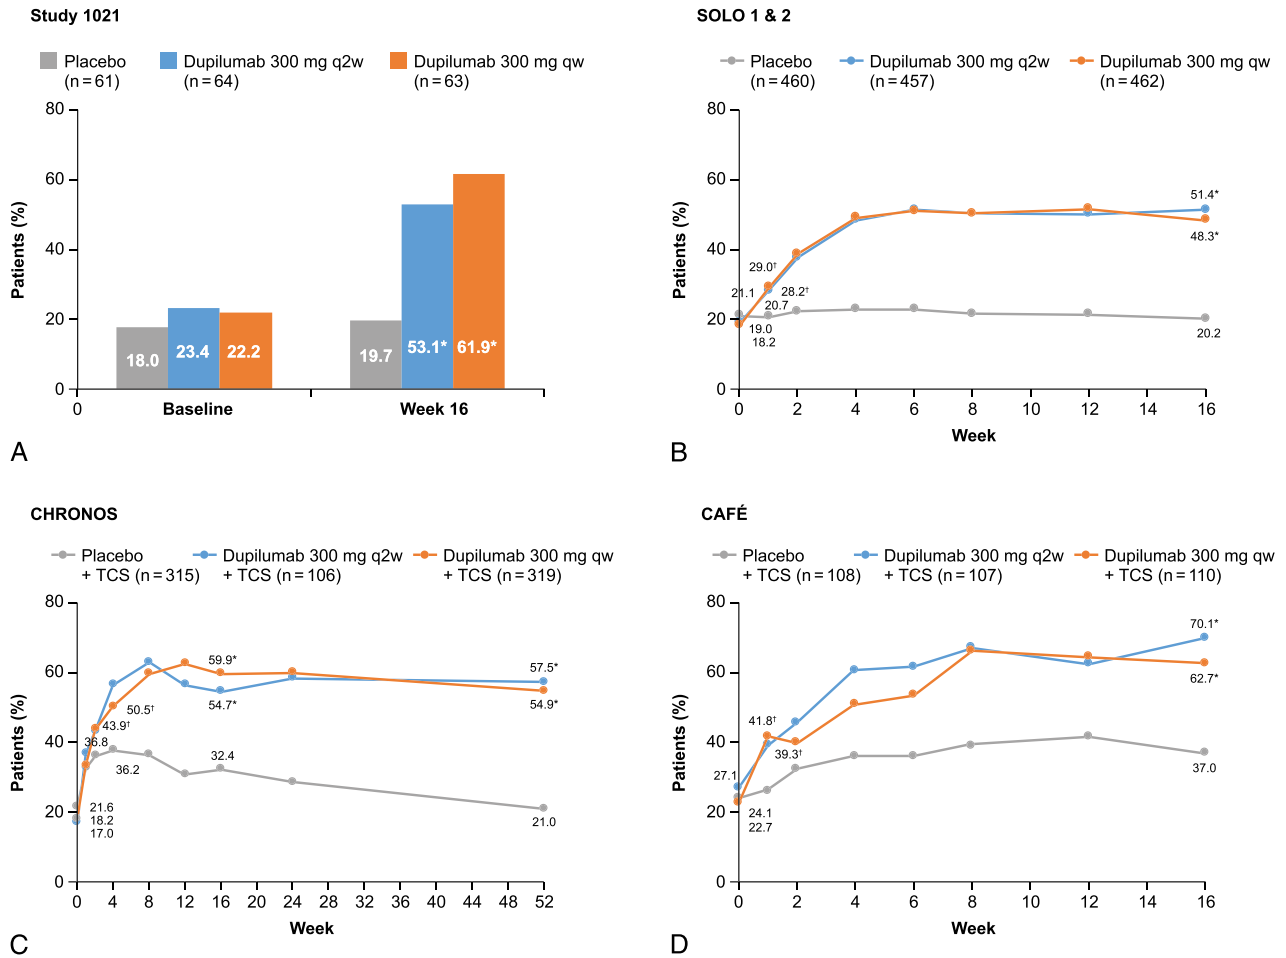 Study 1021
Placebo
(n=61)
Dupilumab 300 mg q2w
(n=64)
Dupilumab 300 mg qw
(n=63)
Patients (%)
80
60
40
20
0
18.0
23.4
22.2
19.7
53.1*
61.9*
0
Baseline
Week 16
A
SOLO 1 & 2
Placebo
(n=460)
Dupilumab 300 mg q2w
(n=457)
Dupilumab 300 mg qw
(n=462)
Patients (%)
80
60
40
20
0
51.4*
48.3*
29.0†
21.1
28.2†
20.7
19.0
18.2
20.2
0 2 4 6 8 10 12 14 16
Week
B
CHRONOS
Placebo
+ TCS (n=315)
Dupilumab 300 mg q2w
+ TCS (n=106)
Dupilumab 300 mg qw
+ TCS (n=319)
Patients (%)
80
60
40
20
0
59.9*
57.5*
54.7*
54.9*
50.5†
43.9†
36.8
36.2
32.4
21.6
18.2
17.0
21.0
0 4 8 12 16 20 24 28 32 36 40 44 48 52
Week
C
CAFÉ
Placebo
+ TCS (n=108)
Dupilumab 300 mg q2w
+ TCS (n=107)
Dupilumab 300 mg qw
+ TCS (n=110)
Patients (%)
80
60
40
20
0
70.1*
62.7*
41.8†
39.3†
27.1
24.1
22.7
37.0
0 2 4 6 8 10 12 14 16
Week
D